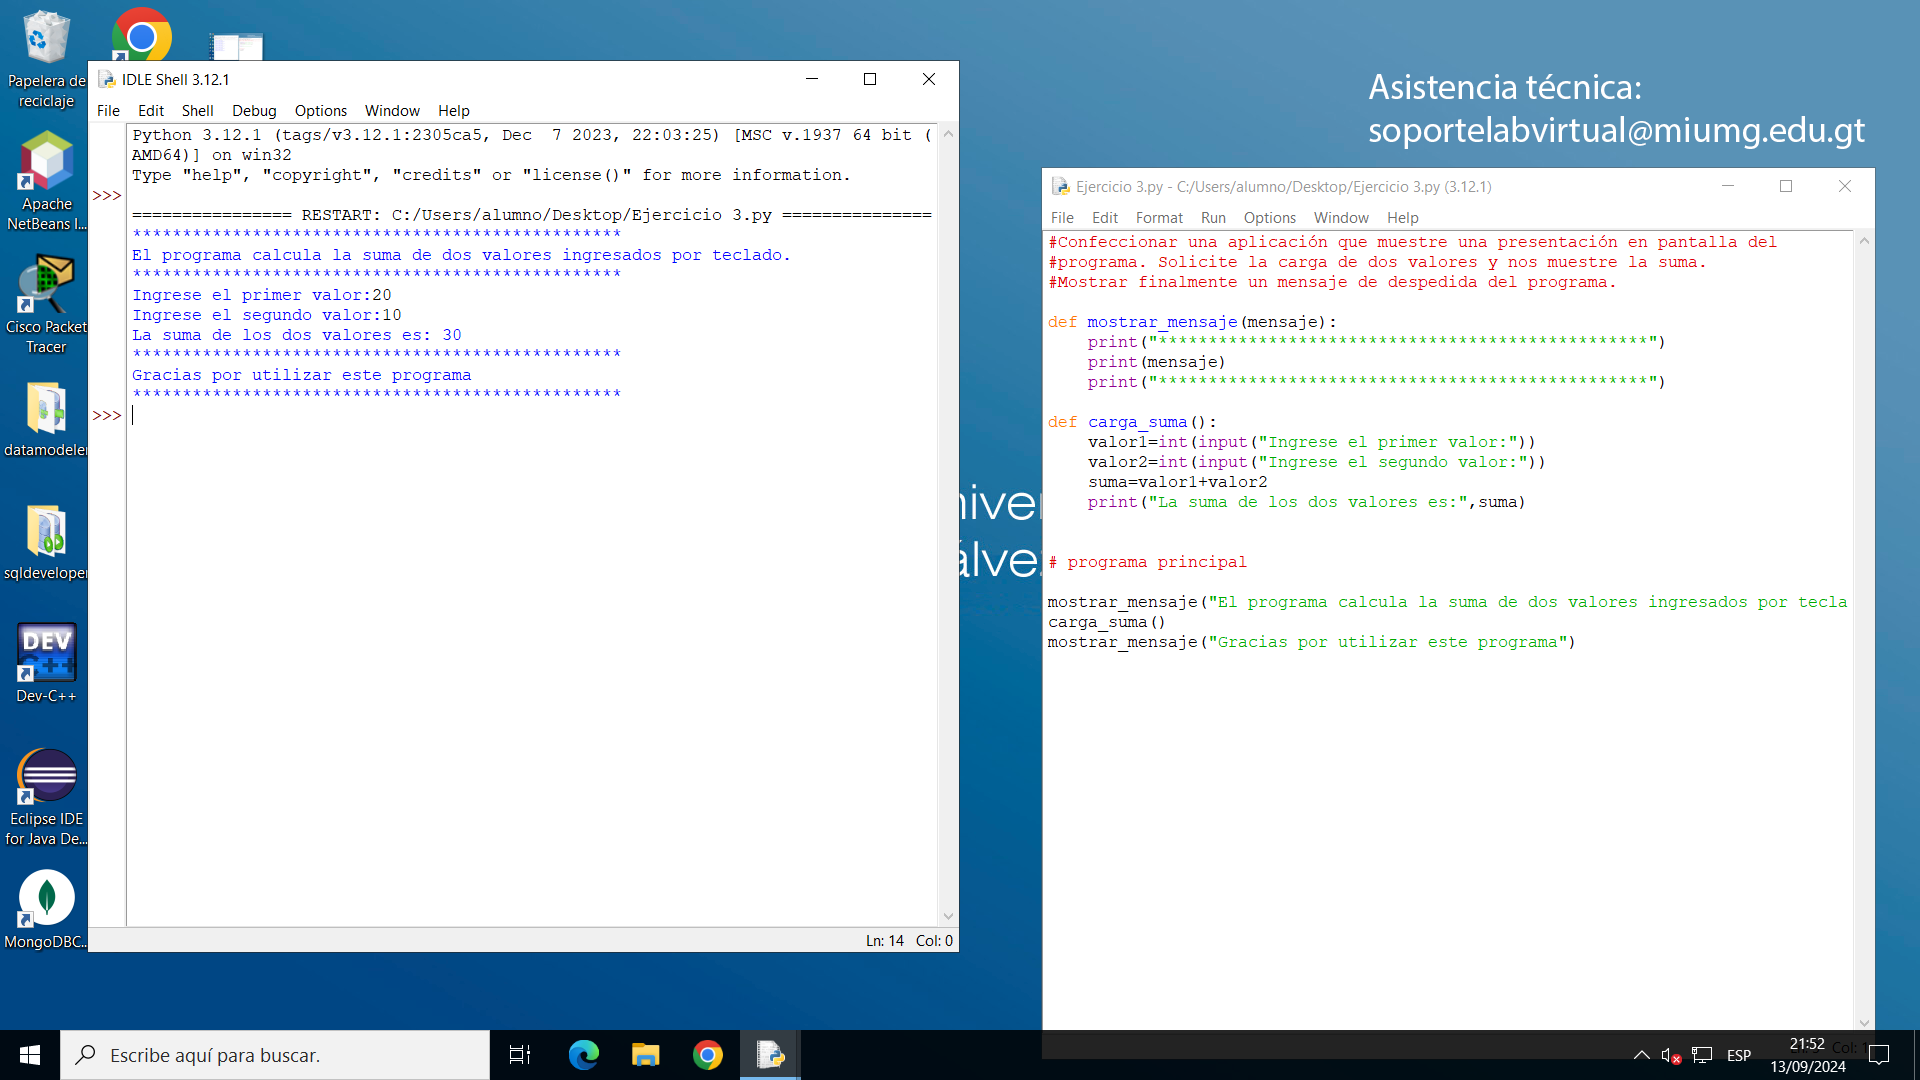 Papelera de
reciclaje
Apache
NetBeans I...
Cisco Packet
Tracer
datamodeler
sqldeveloper
DEV
C++
Dev-C++
Eclipse IDE
for Java De...
MongoDBC...
IDLE Shell 3.12.1
File Edit Shell Debug Options Window Help
Python 3.12.1 (tags/v3.12.1:2305ca5, Dec  7 2023, 22:03:25) [MSC v.1937 64 bit (
AMD64)] on win32
Type "help", "copyright", "credits" or "license()" for more information.
>>>
================ RESTART: C:/Users/alumno/Desktop/Ejercicio 3.py ===============
*************************************************
El programa calcula la suma de dos valores ingresados por teclado.
*************************************************
Ingrese el primer valor:20
Ingrese el segundo valor:10
La suma de los dos valores es: 30
*************************************************
Gracias por utilizar este programa
*************************************************
>>>
Ln: 14 Col: 0
Asistencia técnica:
soportelabvirtual@miumg.edu.gt
niver
álvez
Ejercicio 3.py - C:/Users/alumno/Desktop/Ejercicio 3.py (3.12.1)
File Edit Format Run Options Window Help
#Confeccionar una aplicación que muestre una presentación en pantalla del
#programa. Solicite la carga de dos valores y nos muestre la suma.
#Mostrar finalmente un mensaje de despedida del programa.
def mostrar_mensaje(mensaje):
    print("*************************************************")
    print(mensaje)
    print("*************************************************")
def carga_suma():
    valor1=int(input("Ingrese el primer valor:"))
    valor2=int(input("Ingrese el segundo valor:"))
    suma=valor1+valor2
    print("La suma de los dos valores es:",suma)
# programa principal
mostrar_mensaje("El programa calcula la suma de dos valores ingresados por tecla
carga_suma()
mostrar_mensaje("Gracias por utilizar este programa")
Escribe aquí para buscar.
ESP
21:52
13/09/2024